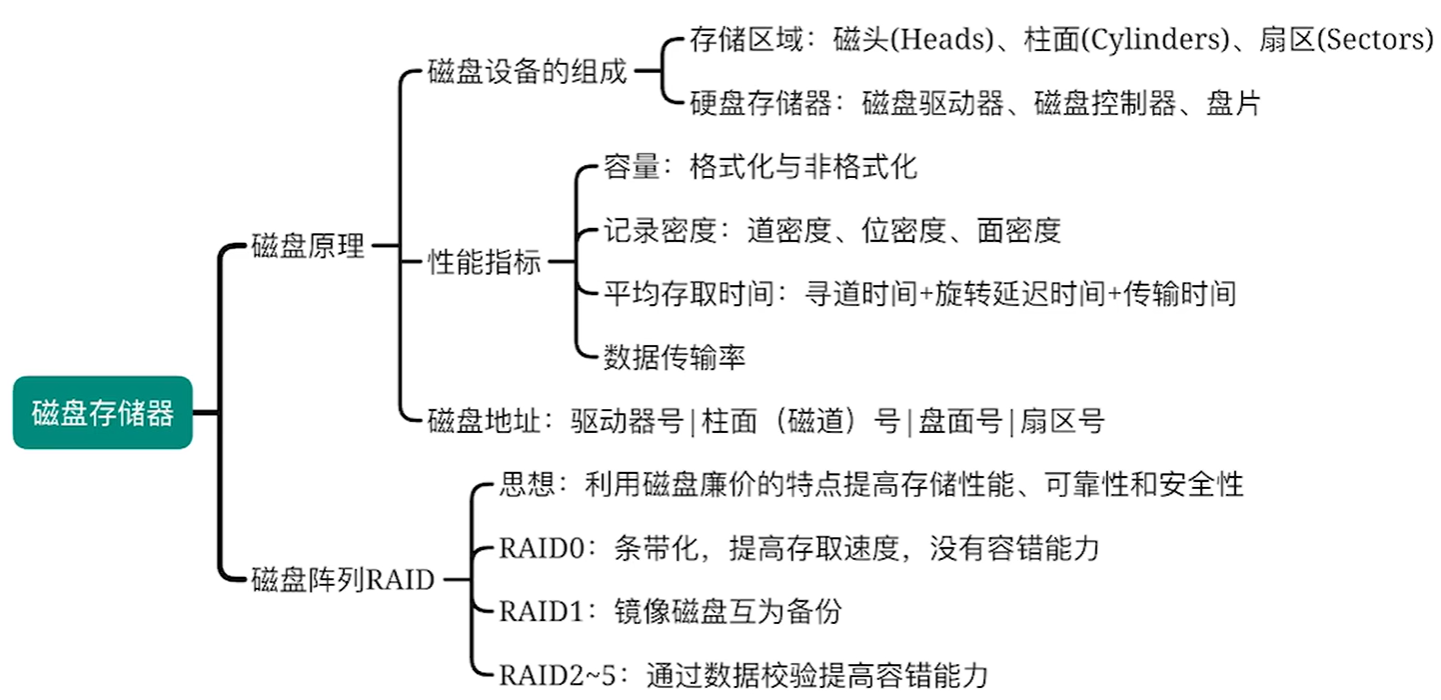 磁盘存储器
磁盘原理
磁盘设备的组成
存储区域：磁头(Heads)、柱面(Cylinders)、扇区(Sectors)
硬盘存储器：磁盘驱动器、磁盘控制器、盘片
性能指标
容量：格式化与非格式化
记录密度：道密度、位密度、面密度
平均存取时间：寻道时间+旋转延迟时间+传输时间
数据传输率
磁盘地址：驱动器号|柱面（磁道）号|盘面号|扇区号
磁盘阵列RAID
思想：利用磁盘廉价的特点提高存储性能、可靠性和安全性
RAID0：条带化，提高存取速度，没有容错能力
RAID1：镜像磁盘互为备份
RAID2~5：通过数据校验提高容错能力